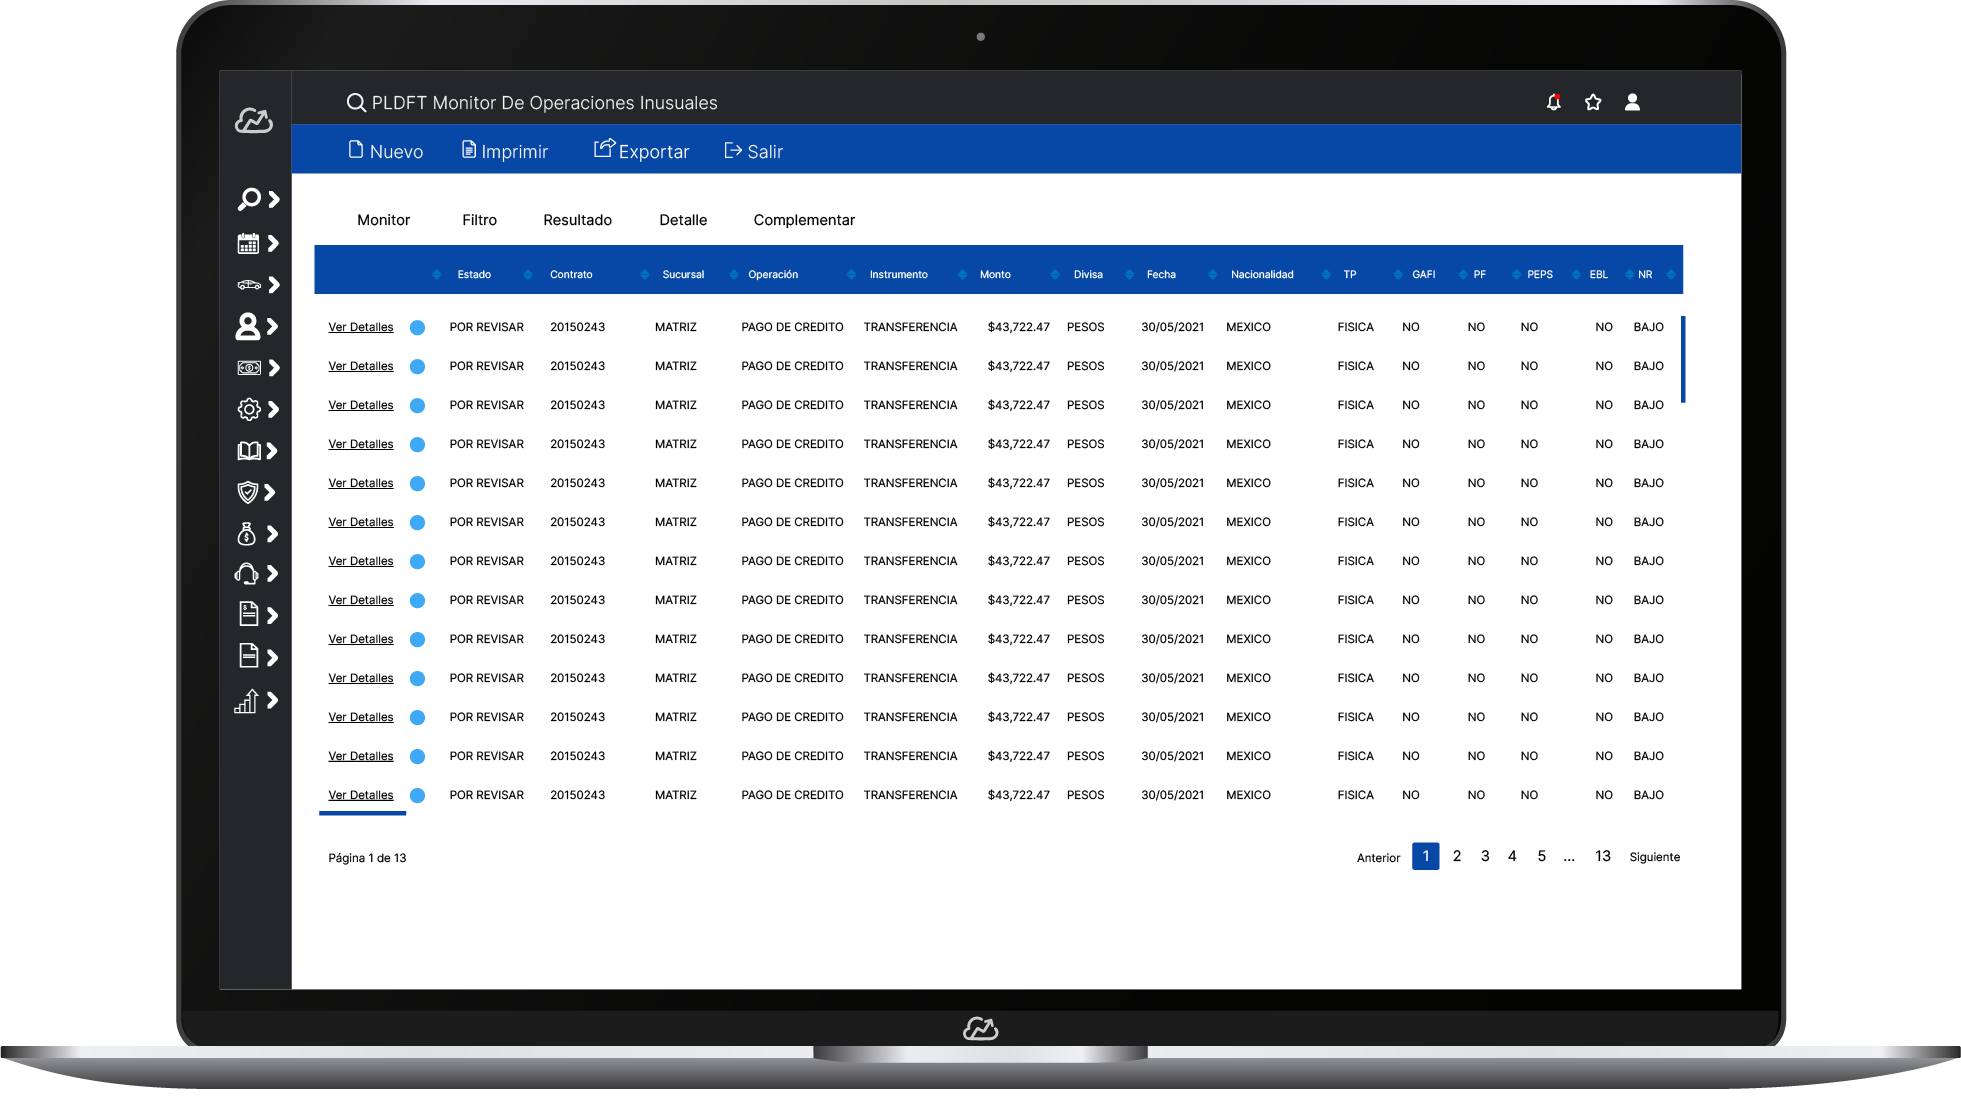 PLDFT Monitor De Operaciones Inusuales
Nuevo Imprimir Exportar Salir
Monitor Filtro Resultado Detalle Complementar
Estado Contrato Sucursal Operación Instrumento Monto Divisa Fecha Nacionalidad TP GAFI PF PEPS EBL NR
Ver Detalles POR REVISAR 20150243 MATRIZ PAGO DE CREDITO TRANSFERENCIA $43,722.47 PESOS 30/05/2021 MEXICO FISICA NO NO NO NO BAJO
Ver Detalles POR REVISAR 20150243 MATRIZ PAGO DE CREDITO TRANSFERENCIA $43,722.47 PESOS 30/05/2021 MEXICO FISICA NO NO NO NO BAJO
Ver Detalles POR REVISAR 20150243 MATRIZ PAGO DE CREDITO TRANSFERENCIA $43,722.47 PESOS 30/05/2021 MEXICO FISICA NO NO NO NO BAJO
Ver Detalles POR REVISAR 20150243 MATRIZ PAGO DE CREDITO TRANSFERENCIA $43,722.47 PESOS 30/05/2021 MEXICO FISICA NO NO NO NO BAJO
Ver Detalles POR REVISAR 20150243 MATRIZ PAGO DE CREDITO TRANSFERENCIA $43,722.47 PESOS 30/05/2021 MEXICO FISICA NO NO NO NO BAJO
Ver Detalles POR REVISAR 20150243 MATRIZ PAGO DE CREDITO TRANSFERENCIA $43,722.47 PESOS 30/05/2021 MEXICO FISICA NO NO NO NO BAJO
Ver Detalles POR REVISAR 20150243 MATRIZ PAGO DE CREDITO TRANSFERENCIA $43,722.47 PESOS 30/05/2021 MEXICO FISICA NO NO NO NO BAJO
Ver Detalles POR REVISAR 20150243 MATRIZ PAGO DE CREDITO TRANSFERENCIA $43,722.47 PESOS 30/05/2021 MEXICO FISICA NO NO NO NO BAJO
Ver Detalles POR REVISAR 20150243 MATRIZ PAGO DE CREDITO TRANSFERENCIA $43,722.47 PESOS 30/05/2021 MEXICO FISICA NO NO NO NO BAJO
Ver Detalles POR REVISAR 20150243 MATRIZ PAGO DE CREDITO TRANSFERENCIA $43,722.47 PESOS 30/05/2021 MEXICO FISICA NO NO NO NO BAJO
Ver Detalles POR REVISAR 20150243 MATRIZ PAGO DE CREDITO TRANSFERENCIA $43,722.47 PESOS 30/05/2021 MEXICO FISICA NO NO NO NO BAJO
Ver Detalles POR REVISAR 20150243 MATRIZ PAGO DE CREDITO TRANSFERENCIA $43,722.47 PESOS 30/05/2021 MEXICO FISICA NO NO NO NO BAJO
Ver Detalles POR REVISAR 20150243 MATRIZ PAGO DE CREDITO TRANSFERENCIA $43,722.47 PESOS 30/05/2021 MEXICO FISICA NO NO NO NO BAJO
Página 1 de 13 Anterior 1 2 3 4 5 ... 13 Siguiente